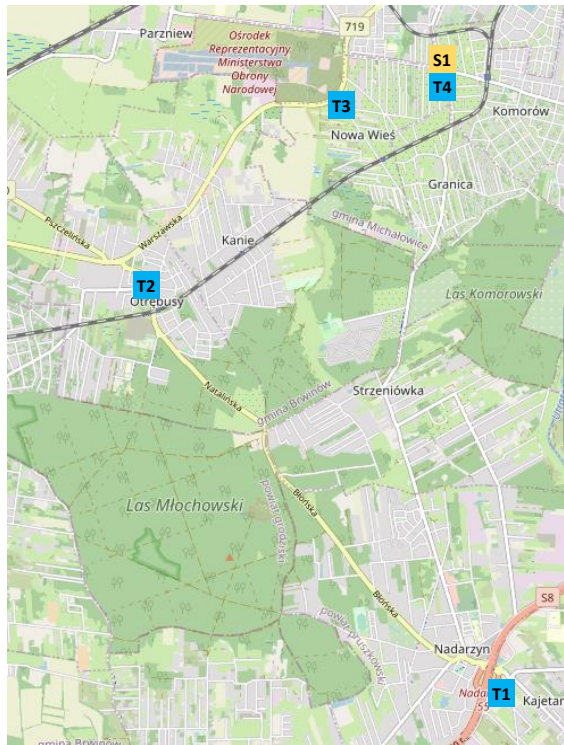 Parzniew
Ośrodek
Reprezentacyjny
Ministerstwa
Obrony
Narodowej
719
S1
T4
T3
Komorów
Nowa Wieś
Granica
gmina Michałowice
Pszczelińska
Warszawska
Kanie
T2
Otrębusy
Las Komorowski
Natalińska
gmina Brwinów
Strzeniówka
Błońska
Las Młochowski
powiat grodziski
Błońska
powiat pruszkowski
S8
Nadarzyn
T1
Kajetan
gmina Brwinów